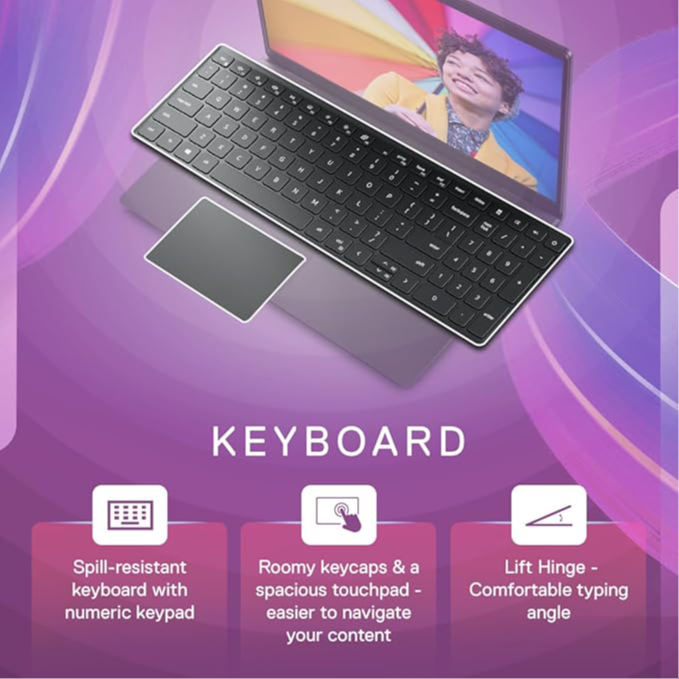 KEYBOARD
Spill-resistant
keyboard with
numeric keypad
Roomy keycaps & a
spacious touchpad -
easier to navigate
your content
Lift Hinge -
Comfortable typing
angle